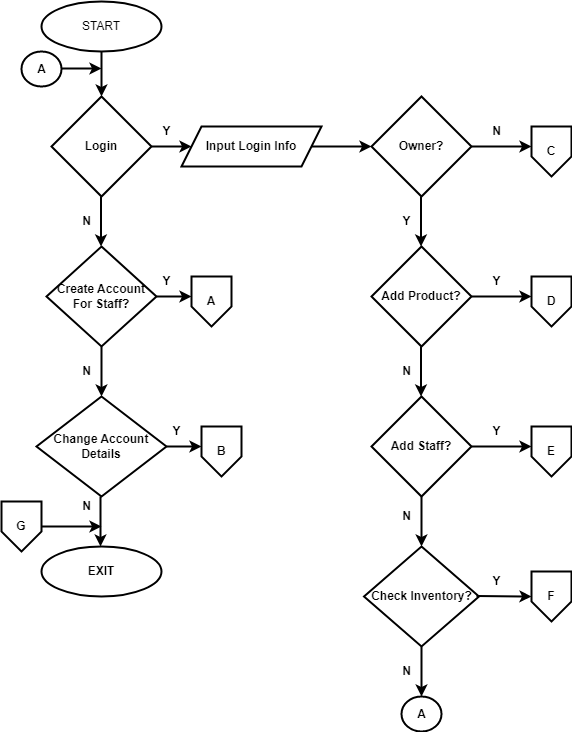 START
A
Login
Y
Input Login Info
Owner?
N
C
N
Y
Create Account
For Staff?
Y
A
Add Product?
Y
D
N
N
Change Account
Details
Y
B
Add Staff?
Y
E
N
G
N
EXIT
Check Inventory?
Y
F
N
A